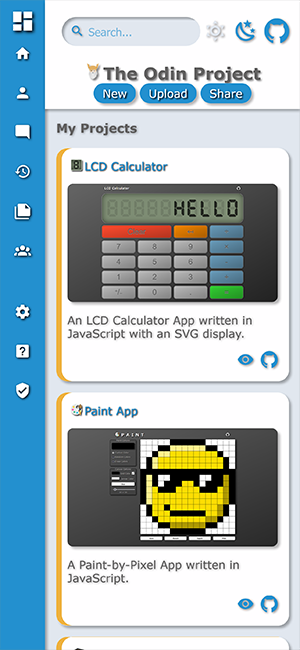 Search...
The Odin Project
New Upload Share
My Projects
LCD Calculator
LCD Calculator
HELLO
7 8 9
4 5 6
1 2 3
+/- 0 .
An LCD Calculator App written in
JavaScript with an SVG display.
Paint App
PAINT
A Paint-by-Pixel App written in
JavaScript.